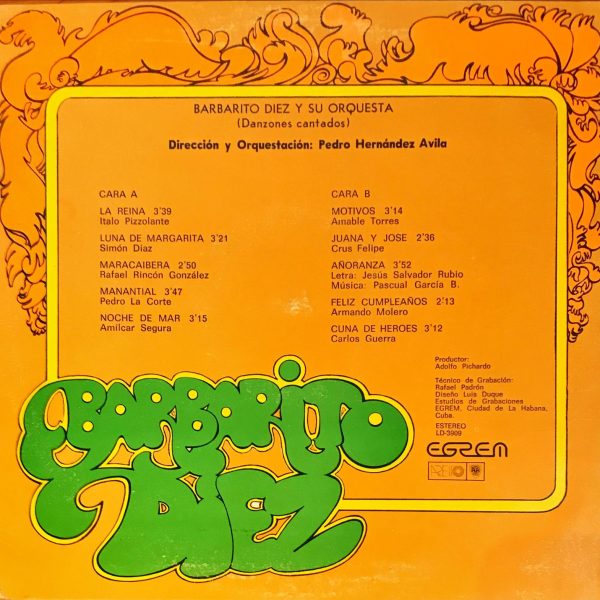 BARBARITO DIEZ Y SU ORQUESTA
(Danzones cantados)
Dirección y Orquestación: Pedro Hernández Avila
CARA A
LA REINA 3'39
Italo Pizzolante
LUNA DE MARGARITA 3'21
Simón Díaz
MARACAIBERA 2'50
Rafael Rincón González
MANANTIAL 3'47
Pedro La Corte
NOCHE DE MAR 3'15
Amílcar Segura
CARA B
MOTIVOS 3'14
Amable Torres
JUANA Y JOSE 2'36
Crus Felipe
AÑORANZA 3'52
Letra: Jesús Salvador Rubio
Música: Pascual García B.
FELIZ CUMPLEAÑOS 2'13
Armando Molero
CUNA DE HEROES 3'12
Carlos Guerra
Productor:
Adolfo Pichardo
Técnico de Grabación:
Rafael Padrón
Diseño Luis Duque
Estudios de Grabaciones
EGREM, Ciudad de La Habana,
Cuba.
ESTEREO
LD-3909
EGREM
BARBARITO
DIEZ